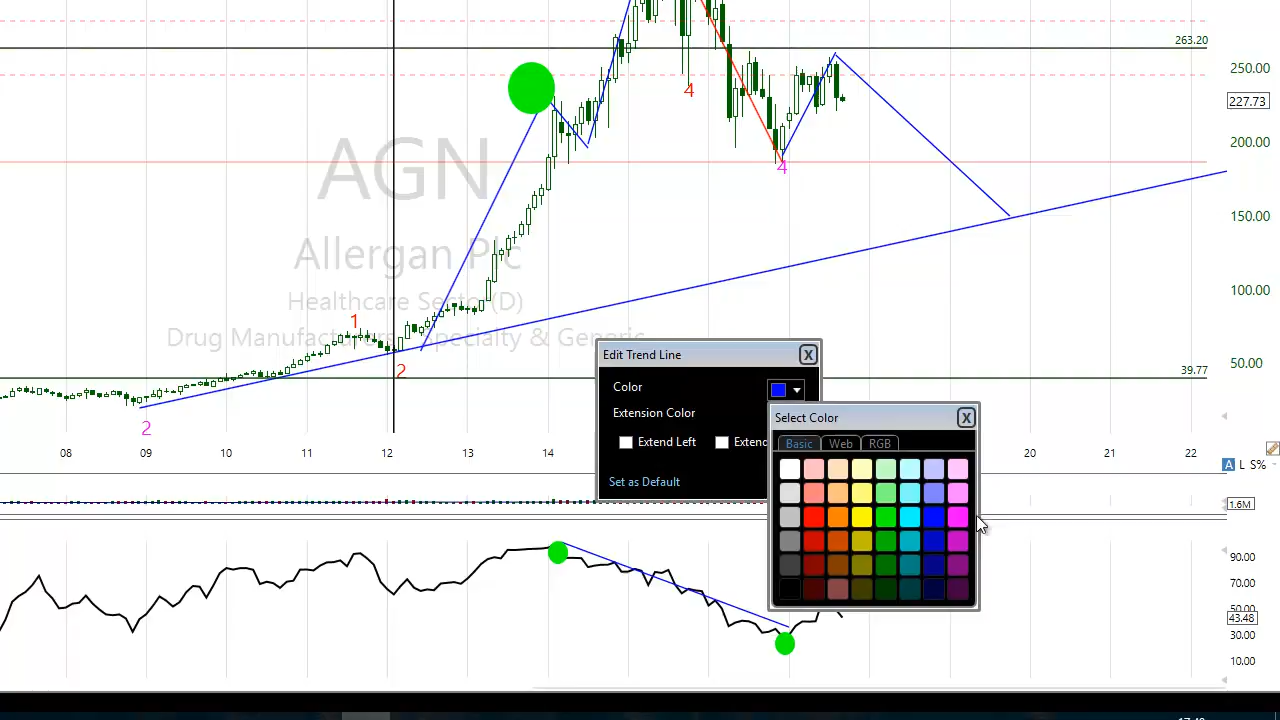 263.20
250.00
4
227.73
AGN
200.00
4
150.00
Allergan Plc
Healthcare Secto (D)
100.00
1
Drug Manufacturers
pecialty & Generic
Edit Trend Line
X
50.00
2
39.77
Color
Extension Color
Select Color
X
2
Extend Left
Extend
Basic
Web
RGB
08
09
10
11
12
13
14
20
21
22
A L S%
Set as Default
1.6M
90.00
70.00
50.00
43.48
30.00
10.00